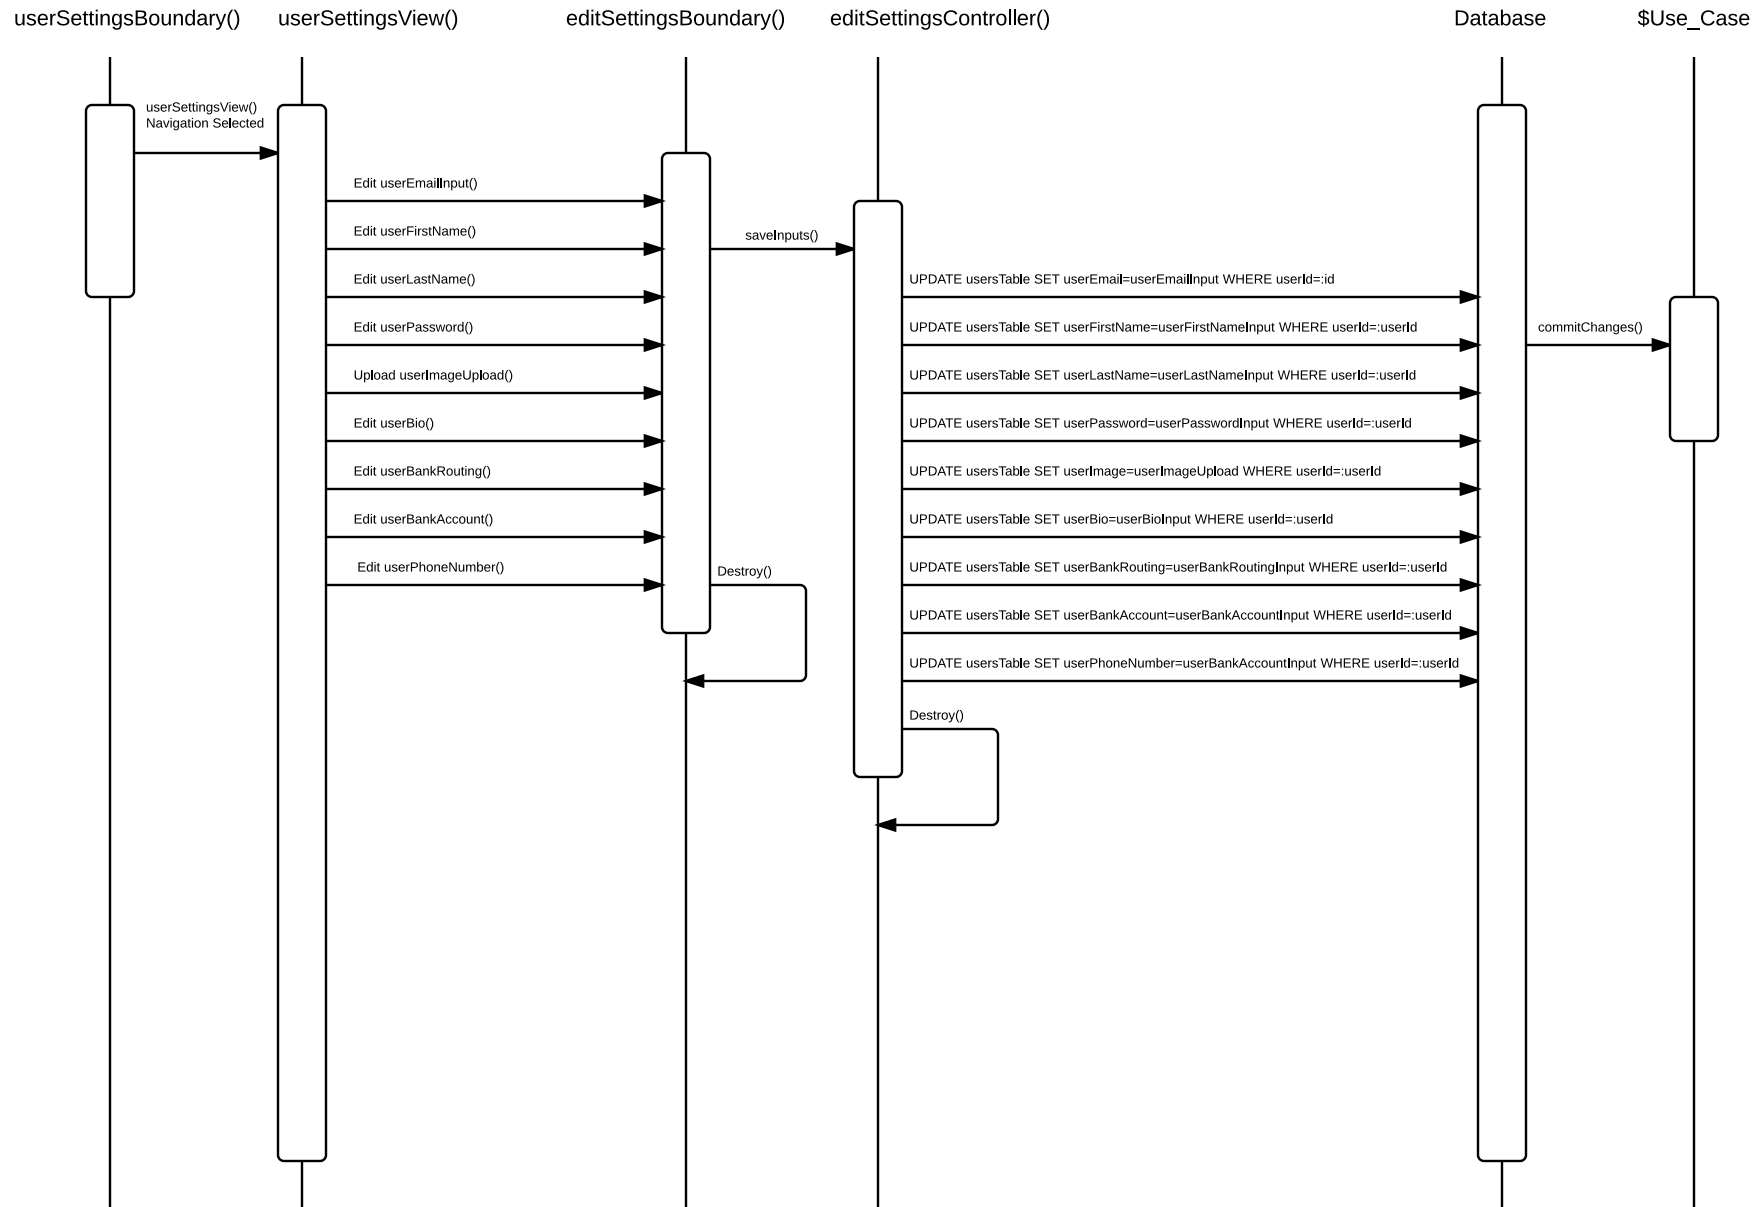 userSettingsBoundary()
userSettingsView()
editSettingsBoundary()
editSettingsController()
Database
$Use_Case
userSettingsView()
Navigation Selected
Edit userEmailInput()
Edit userFirstName()
saveInputs()
Edit userLastName()
UPDATE usersTable SET userEmail=userEmailInput WHERE userId=:id
Edit userPassword()
UPDATE usersTable SET userFirstName=userFirstNameInput WHERE userId=:userId
commitChanges()
Upload userImageUpload()
UPDATE usersTable SET userLastName=userLastNameInput WHERE userId=:userId
Edit userBio()
UPDATE usersTable SET userPassword=userPasswordInput WHERE userId=:userId
Edit userBankRouting()
UPDATE usersTable SET userImage=userImageUpload WHERE userId=:userId
Edit userBankAccount()
UPDATE usersTable SET userBio=userBioInput WHERE userId=:userId
Edit userPhoneNumber()
Destroy()
UPDATE usersTable SET userBankRouting=userBankRoutingInput WHERE userId=:userId
UPDATE usersTable SET userBankAccount=userBankAccountInput WHERE userId=:userId
UPDATE usersTable SET userPhoneNumber=userBankAccountInput WHERE userId=:userId
Destroy()